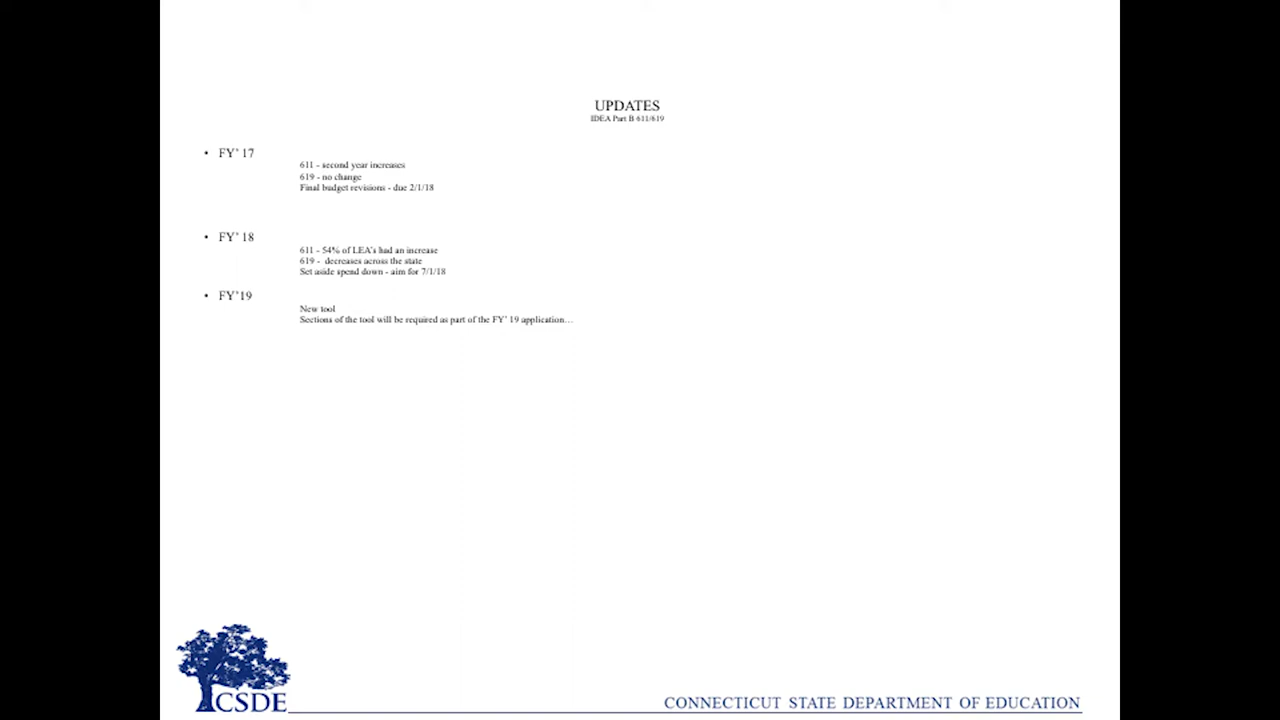 UPDATES
IDEA Part B 611/619
• FY’ 17
611 - second year increases
619 - no change
Final budget revisions - due 2/1/18
• FY’ 18
611 - 54% of LEA’s had an increase
619 -  decreases across the state
Set aside spend down - aim for 7/1/18
• FY’19
New tool
Sections of the tool will be required as part of the FY’ 19 application…
CSDE
CONNECTICUT STATE DEPARTMENT OF EDUCATION